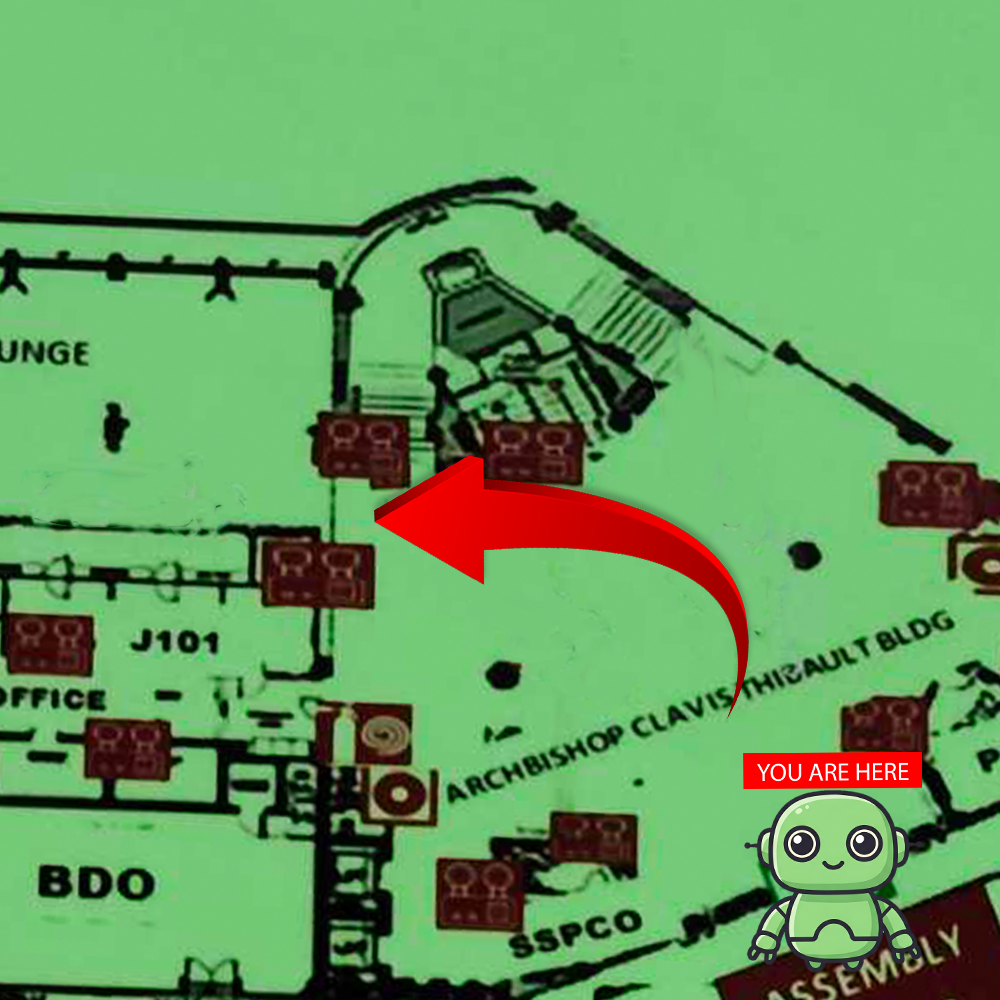 UNGE
J101
OFFICE
ARCHBISHOP CLAVIS THIBAULT BLDG
YOU ARE HERE
BDO
SSPCO
P
ASSEMBLY